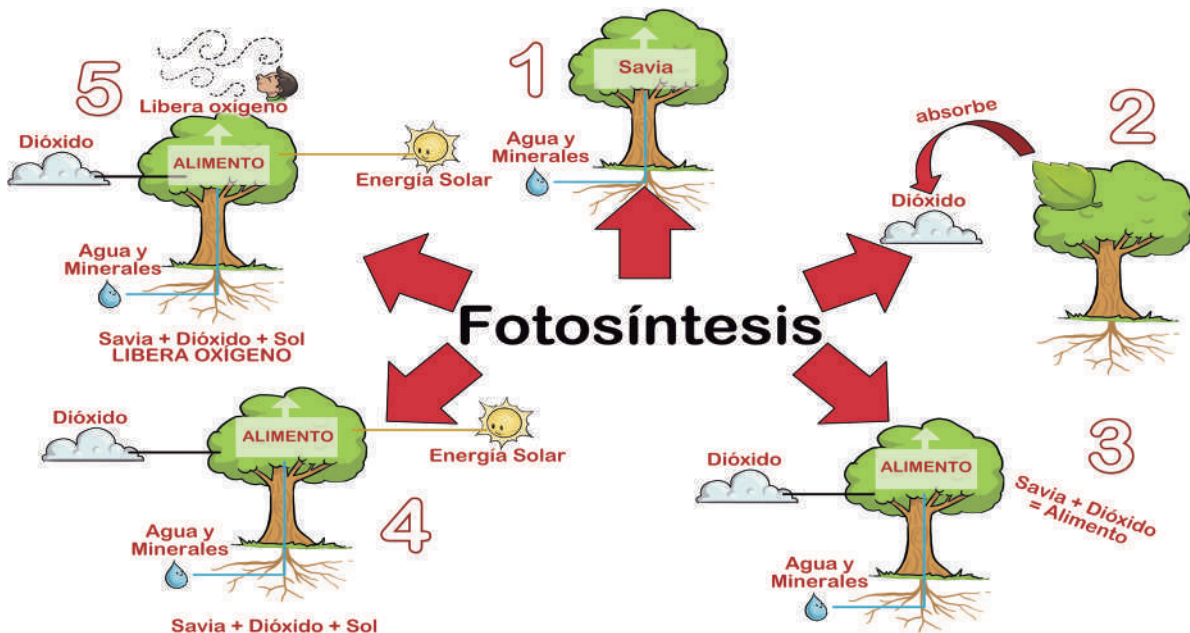 Fotosíntesis
1
Savia
Agua y
Minerales
2
absorbe
Dióxido
3
Dióxido
ALIMENTO
Savia + Dióxido
= Alimento
Agua y
Minerales
4
Dióxido
ALIMENTO
Energía Solar
Agua y
Minerales
Savia + Dióxido + Sol
5
Libera oxígeno
Dióxido
ALIMENTO
Energía Solar
Agua y
Minerales
Savia + Dióxido + Sol
LIBERA OXÍGENO